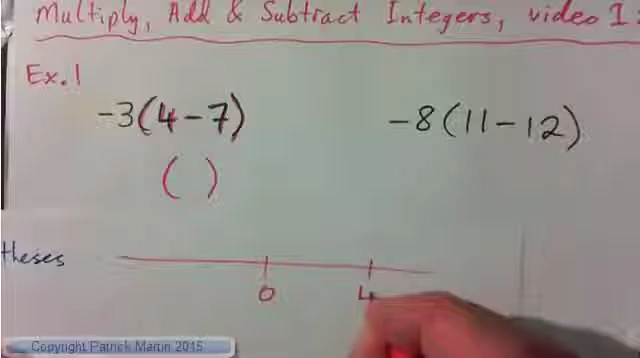 Multiply, Add & Subtract Integers, video 1:
Ex.1
-3(4-7) -8(11-12)
( )
theses
0 4
Copyright Patrick Martin 2015